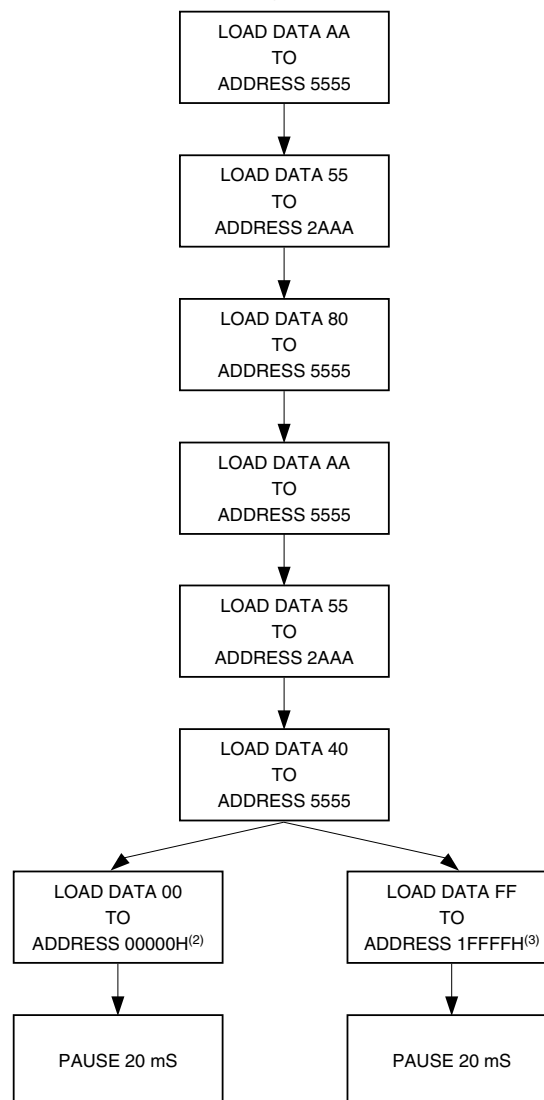 LOAD DATA AA
TO
ADDRESS 5555
LOAD DATA 55
TO
ADDRESS 2AAA
LOAD DATA 80
TO
ADDRESS 5555
LOAD DATA AA
TO
ADDRESS 5555
LOAD DATA 55
TO
ADDRESS 2AAA
LOAD DATA 40
TO
ADDRESS 5555
LOAD DATA 00
TO
ADDRESS 00000H(2)
LOAD DATA FF
TO
ADDRESS 1FFFFH(3)
PAUSE 20 mS
PAUSE 20 mS